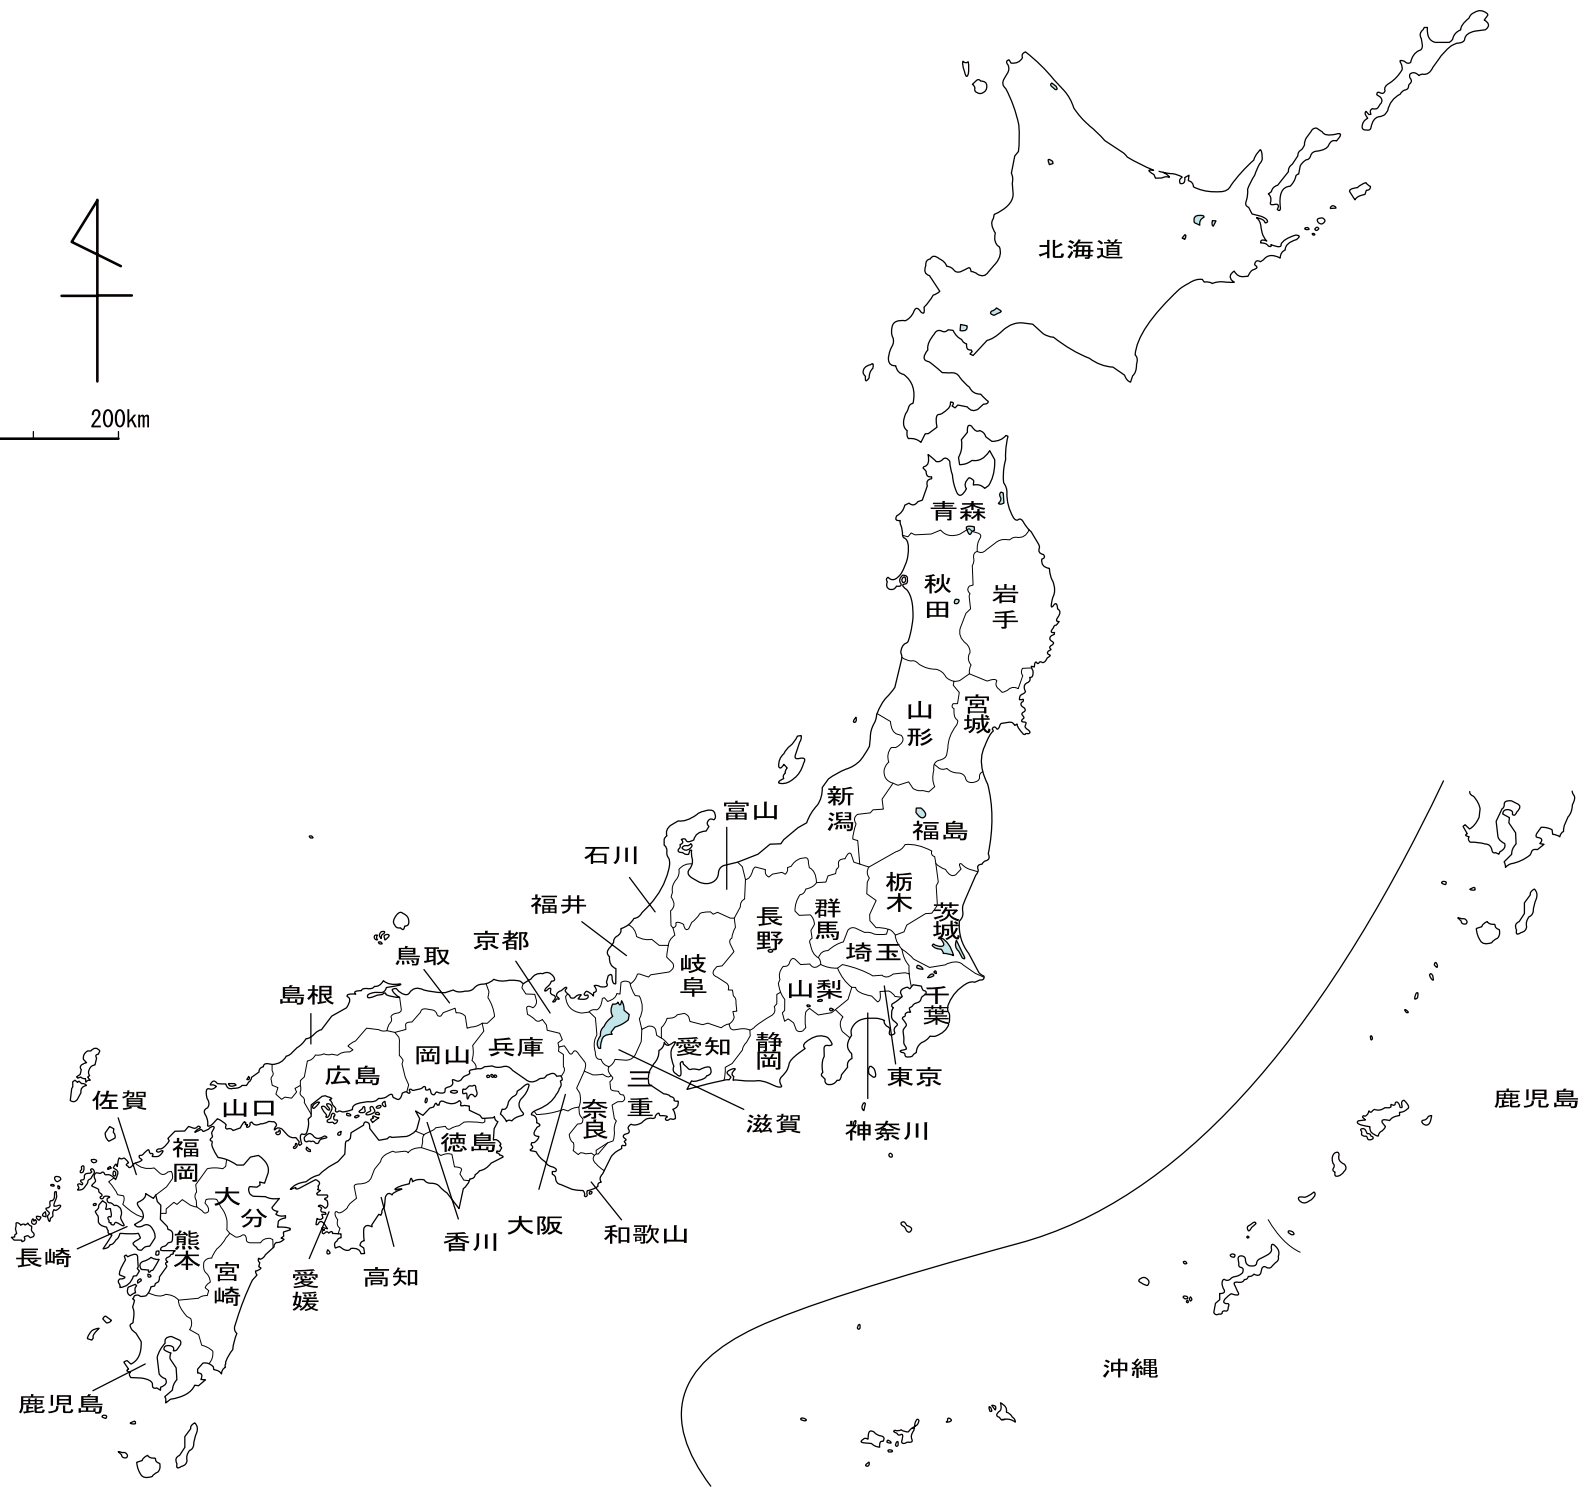 北海道
200km
青森
秋田
岩手
山形
宮城
新潟
福島
富山
石川
福井
栃木
群馬
茨城
長野
埼玉
京都
鳥取
岐阜
山梨
千葉
島根
兵庫
岡山
愛知
静岡
広島
東京
三重
佐賀
山口
奈良
滋賀
神奈川
鹿児島
徳島
福岡
大分
大阪
和歌山
香川
長崎
熊本
高知
宮崎
愛媛
沖縄
鹿児島